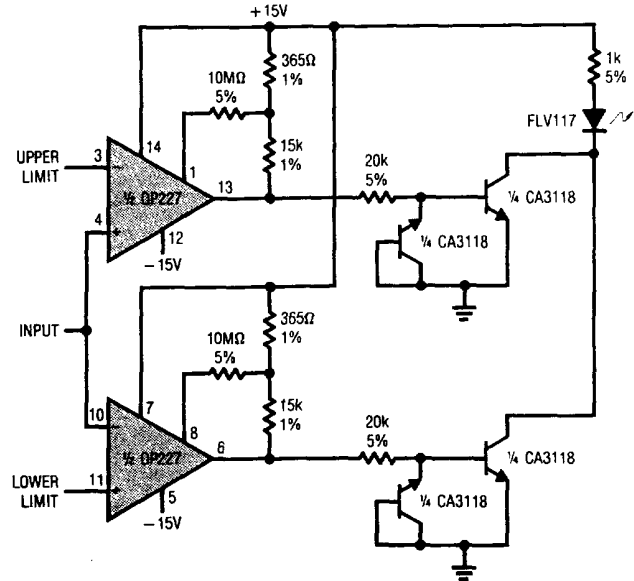 +15V
365Ω
1%
10MΩ
5%
1k
5%
FLV117
14
1
15k
1%
UPPER
LIMIT
3
−
½ OP227
13
20k
5%
¼ CA3118
4
+
12
−15V
¼ CA3118
INPUT
365Ω
1%
10MΩ
5%
7
8
15k
1%
10
−
½ OP227
6
20k
5%
¼ CA3118
LOWER
LIMIT
11
+
5
−15V
¼ CA3118